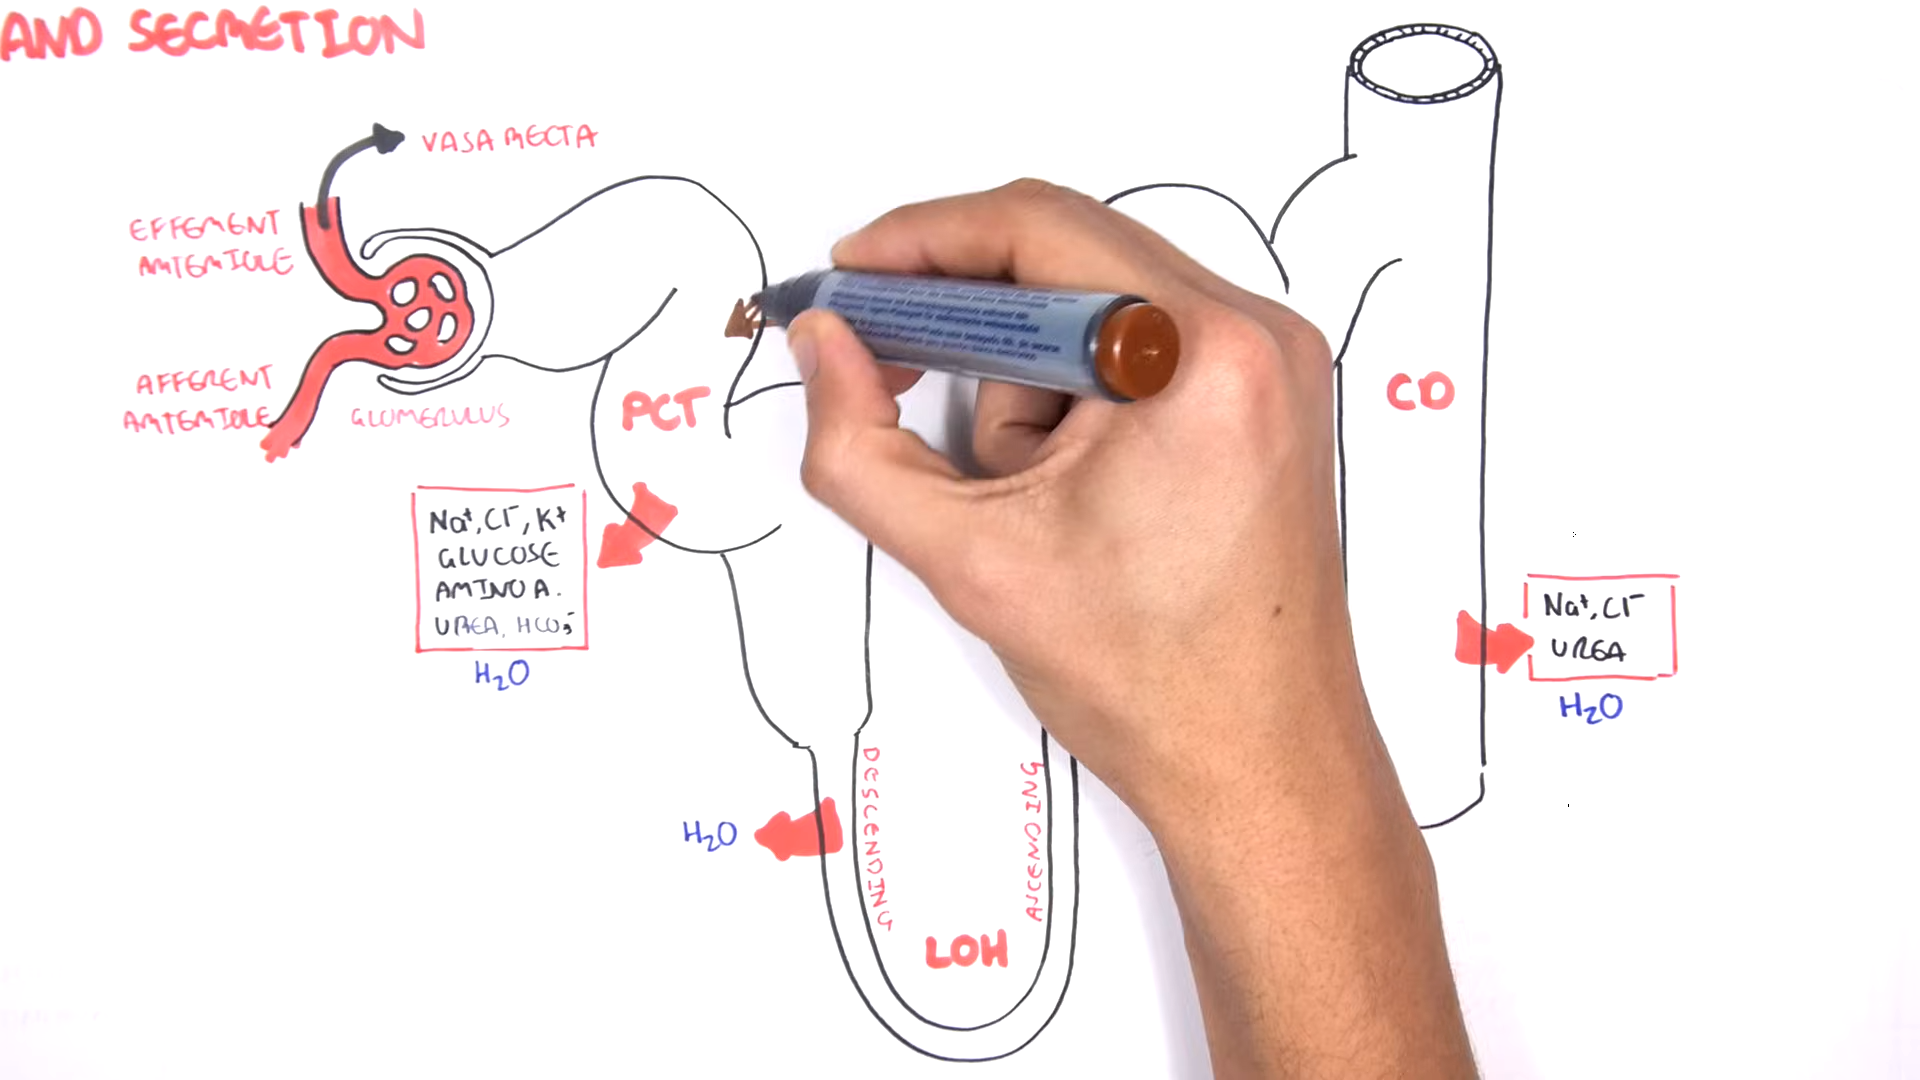 AND SECRETION
VASA RECTA
EFFERENT
ARTERIOLE
AFFERENT
ARTERIOLE
GLOMERULUS
PCT
CD
Na⁺, Cl⁻, K⁺
GLUCOSE
AMINO A.
UREA, HCO₃⁻
H₂O
Na⁺, Cl⁻
UREA
H₂O
H₂O
DESCENDING
ASCENDING
LOH